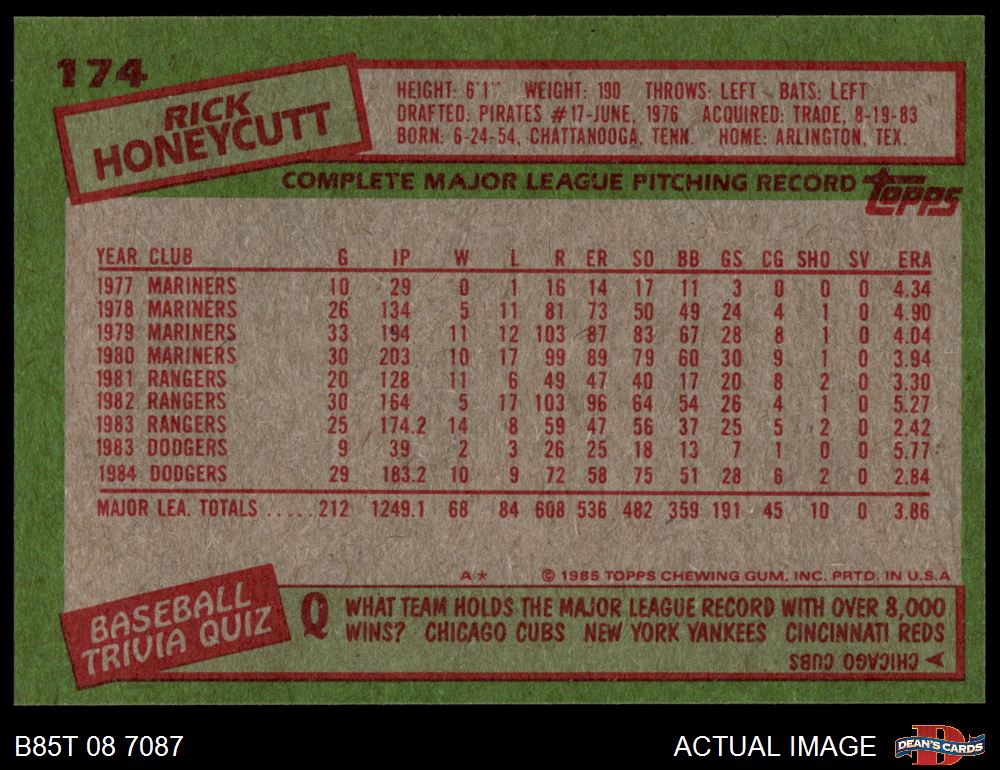 174
RICK
HONEYCUTT
HEIGHT: 6'1" WEIGHT: 190 THROWS: LEFT BATS: LEFT
DRAFTED: PIRATES #17-JUNE, 1976 ACQUIRED: TRADE, 8-19-83
BORN: 6-24-54, CHATTANOOGA, TENN. HOME: ARLINGTON, TEX.
COMPLETE MAJOR LEAGUE PITCHING RECORD
Topps
YEAR CLUB G IP W L R ER SO BB GS CG SHO SV ERA
1977 MARINERS 10 29 0 1 16 14 17 11 3 0 0 0 4.34
1978 MARINERS 26 134 5 11 81 73 50 49 24 4 1 0 4.90
1979 MARINERS 33 194 11 12 103 87 83 67 28 8 1 0 4.04
1980 MARINERS 30 203 10 17 99 89 79 60 30 9 1 0 3.94
1981 RANGERS 20 128 11 6 49 47 40 17 20 8 2 0 3.30
1982 RANGERS 30 164 5 17 103 96 64 54 26 4 1 0 5.27
1983 RANGERS 25 174.2 14 8 59 47 56 37 25 5 2 0 2.42
1983 DODGERS 9 39 2 3 26 25 18 13 7 1 0 0 5.77
1984 DODGERS 29 183.2 10 9 72 58 75 51 28 6 2 0 2.84
MAJOR LEA. TOTALS ..... 212 1249.1 68 84 608 536 482 359 191 45 10 0 3.86
A* © 1985 TOPPS CHEWING GUM, INC. PRTD. IN U.S.A
BASEBALL
TRIVIA QUIZ
Q WHAT TEAM HOLDS THE MAJOR LEAGUE RECORD WITH OVER 8,000
WINS? CHICAGO CUBS NEW YORK YANKEES CINCINNATI REDS
CHICAGO CUBS
B85T 08 7087
ACTUAL IMAGE
DEAN'S CARDS